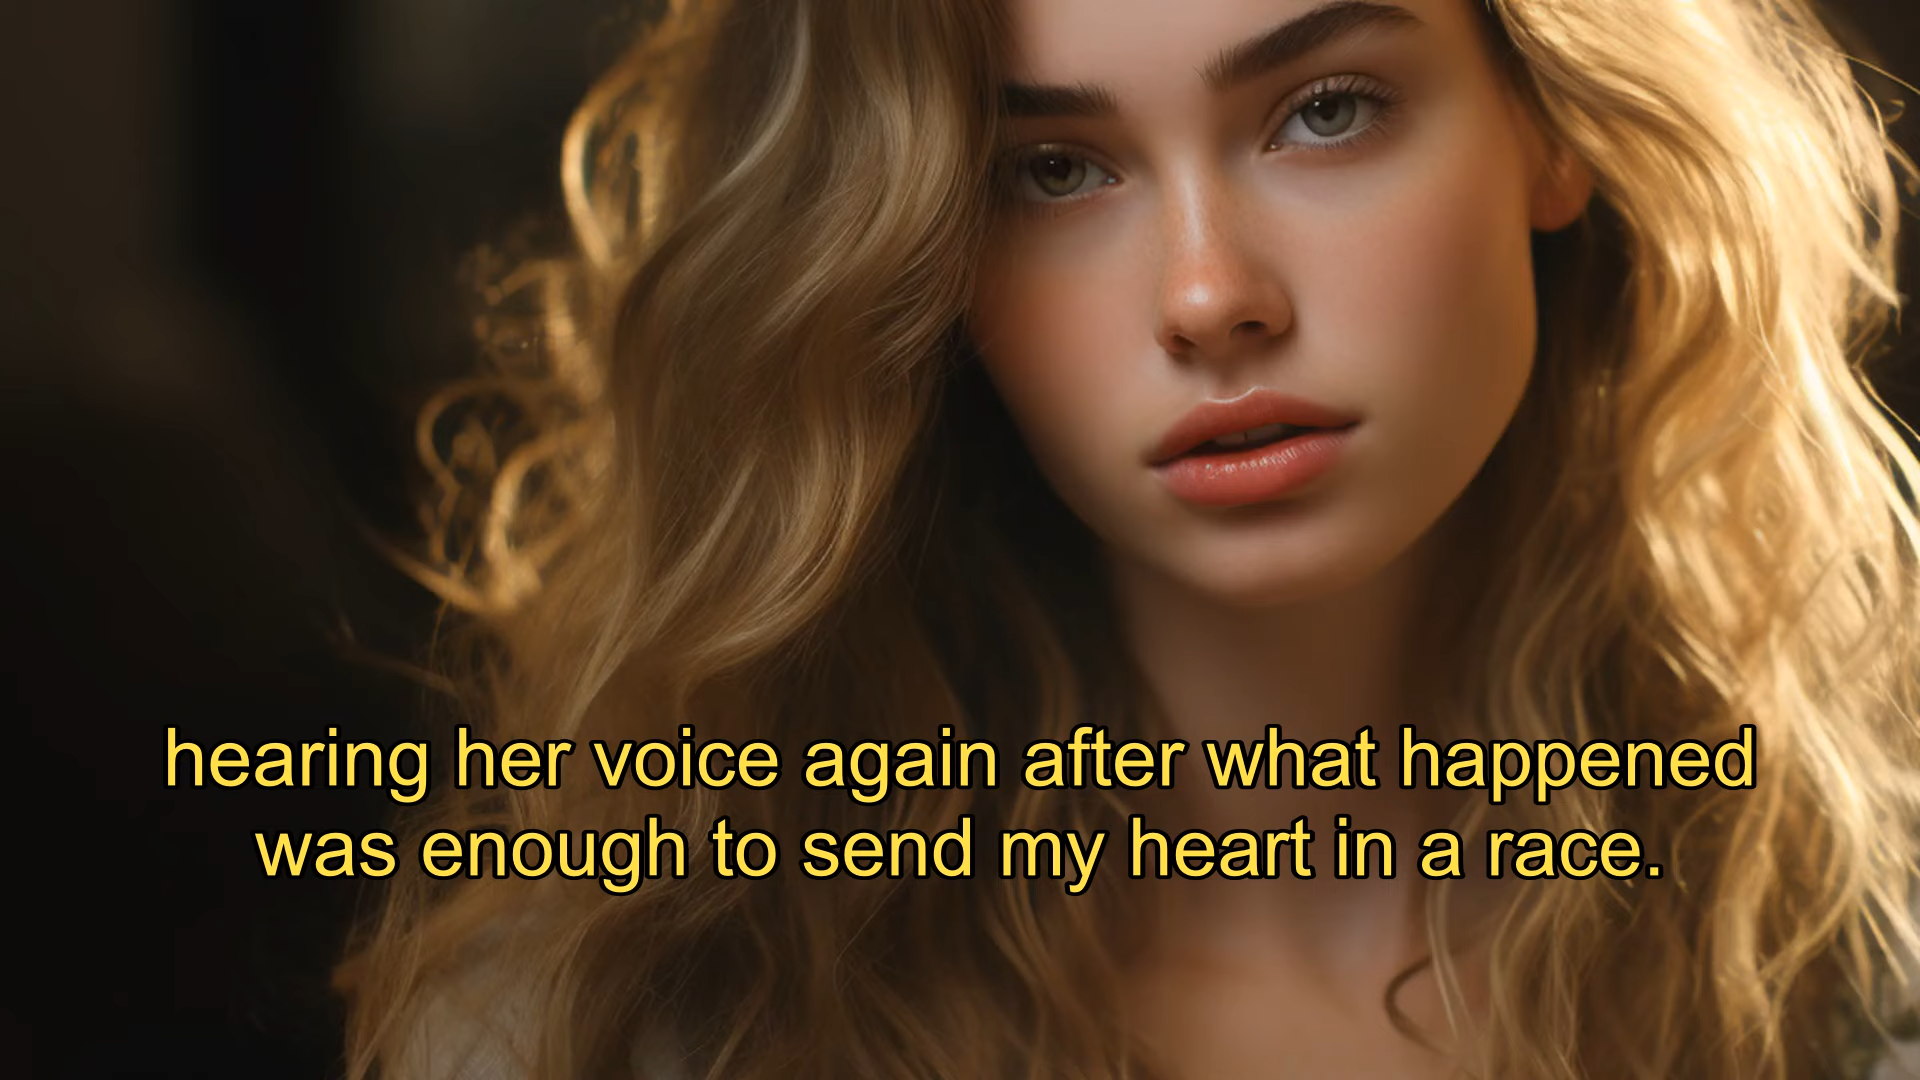 hearing her voice again after what happened
was enough to send my heart in a race.